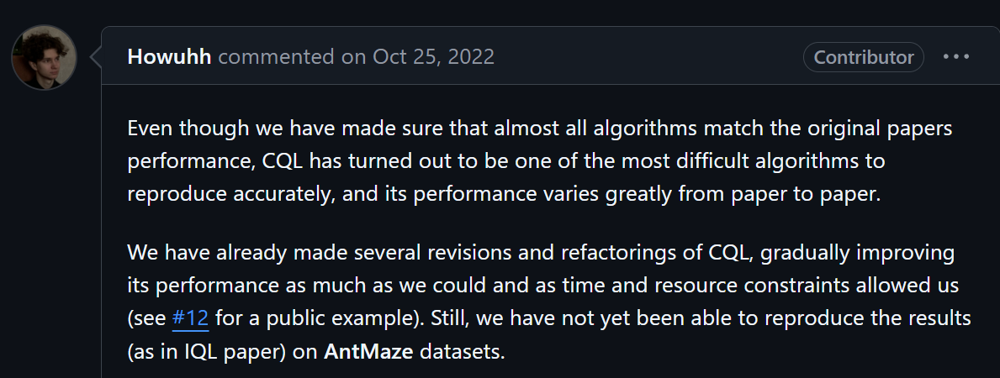 Howuhh commented on Oct 25, 2022 Contributor ...
Even though we have made sure that almost all algorithms match the original papers
performance, CQL has turned out to be one of the most difficult algorithms to
reproduce accurately, and its performance varies greatly from paper to paper.
We have already made several revisions and refactorings of CQL, gradually improving
its performance as much as we could and as time and resource constraints allowed us
(see #12 for a public example). Still, we have not yet been able to reproduce the results
(as in IQL paper) on AntMaze datasets.